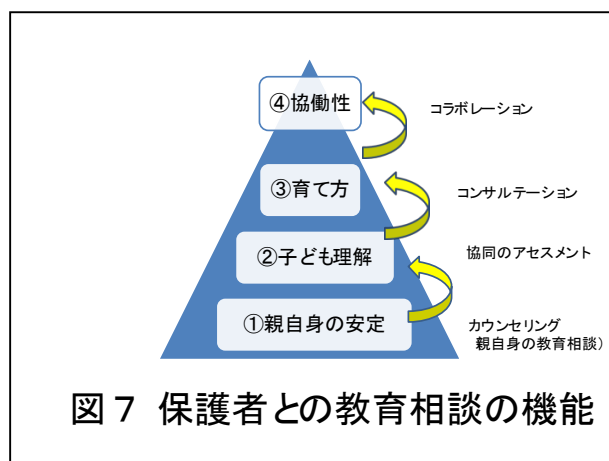 ④協働性
コラボレーション
③育て方
コンサルテーション
②子ども理解
協同のアセスメント
①親自身の安定
カウンセリング
親自身の教育相談）
図７ 保護者との教育相談の機能